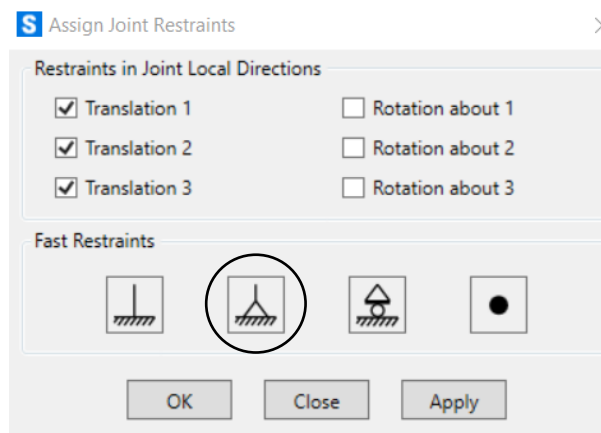 S Assign Joint Restraints
Restraints in Joint Local Directions
Translation 1 Rotation about 1
Translation 2 Rotation about 2
Translation 3 Rotation about 3
Fast Restraints
OK Close Apply